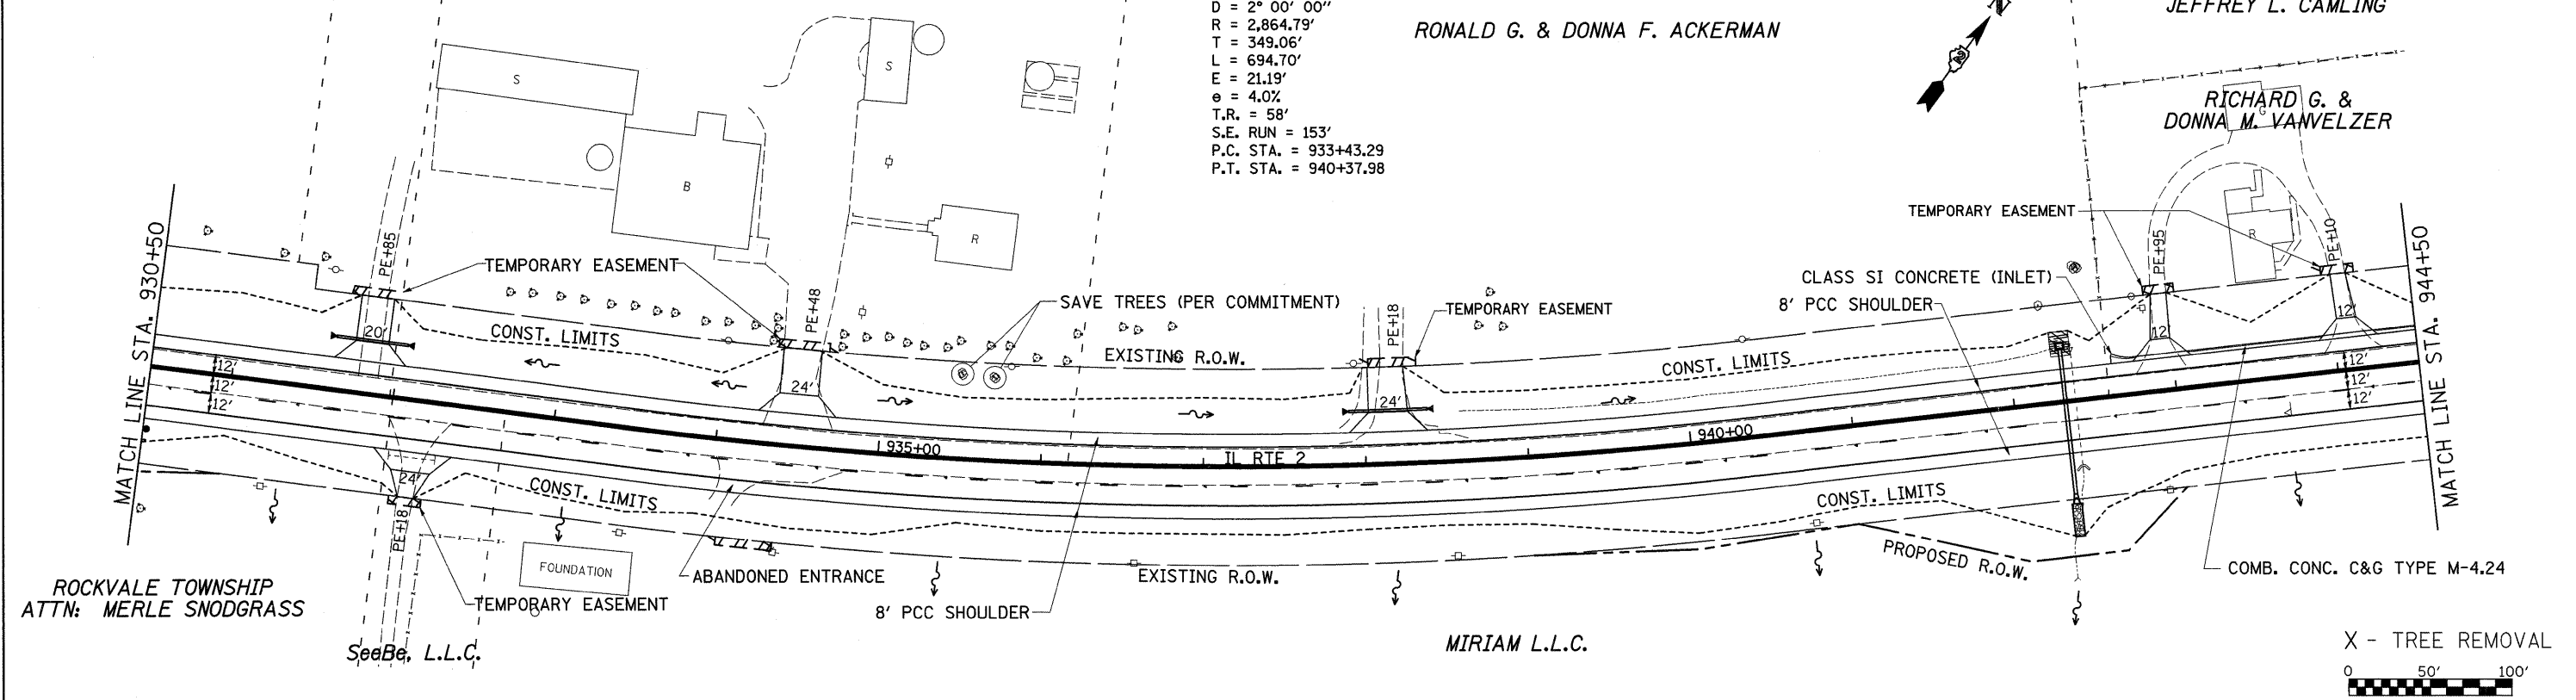 D = 2° 00' 00"
R = 2,864.79'
T = 349.06'
L = 694.70'
E = 21.19'
e = 4.0%
T.R. = 58'
S.E. RUN = 153'
P.C. STA. = 933+43.29
P.T. STA. = 940+37.98
RONALD G. & DONNA F. ACKERMAN
N
JEFFREY L. CAMLING
RICHARD G. &
DONNA M. VANVELZER
G
S
S
B
R
R
TEMPORARY EASEMENT
PE+85
PE+48
PE+18
PE+95
PE+10
MATCH LINE STA. 930+50
MATCH LINE STA. 944+50
TEMPORARY EASEMENT
SAVE TREES (PER COMMITMENT)
TEMPORARY EASEMENT
CLASS SI CONCRETE (INLET)
8' PCC SHOULDER
20'
CONST. LIMITS
24'
EXISTING R.O.W.
24'
CONST. LIMITS
12'
12'
12'
12'
12'
12'
12'
12'
935+00
IL RTE 2
940+00
24'
CONST. LIMITS
CONST. LIMITS
PE+18
FOUNDATION
ABANDONED ENTRANCE
EXISTING R.O.W.
PROPOSED R.O.W.
COMB. CONC. C&G TYPE M-4.24
ROCKVALE TOWNSHIP
ATTN: MERLE SNODGRASS
TEMPORARY EASEMENT
8' PCC SHOULDER
SeeBe, L.L.C.
MIRIAM L.L.C.
X - TREE REMOVAL
0 50' 100'